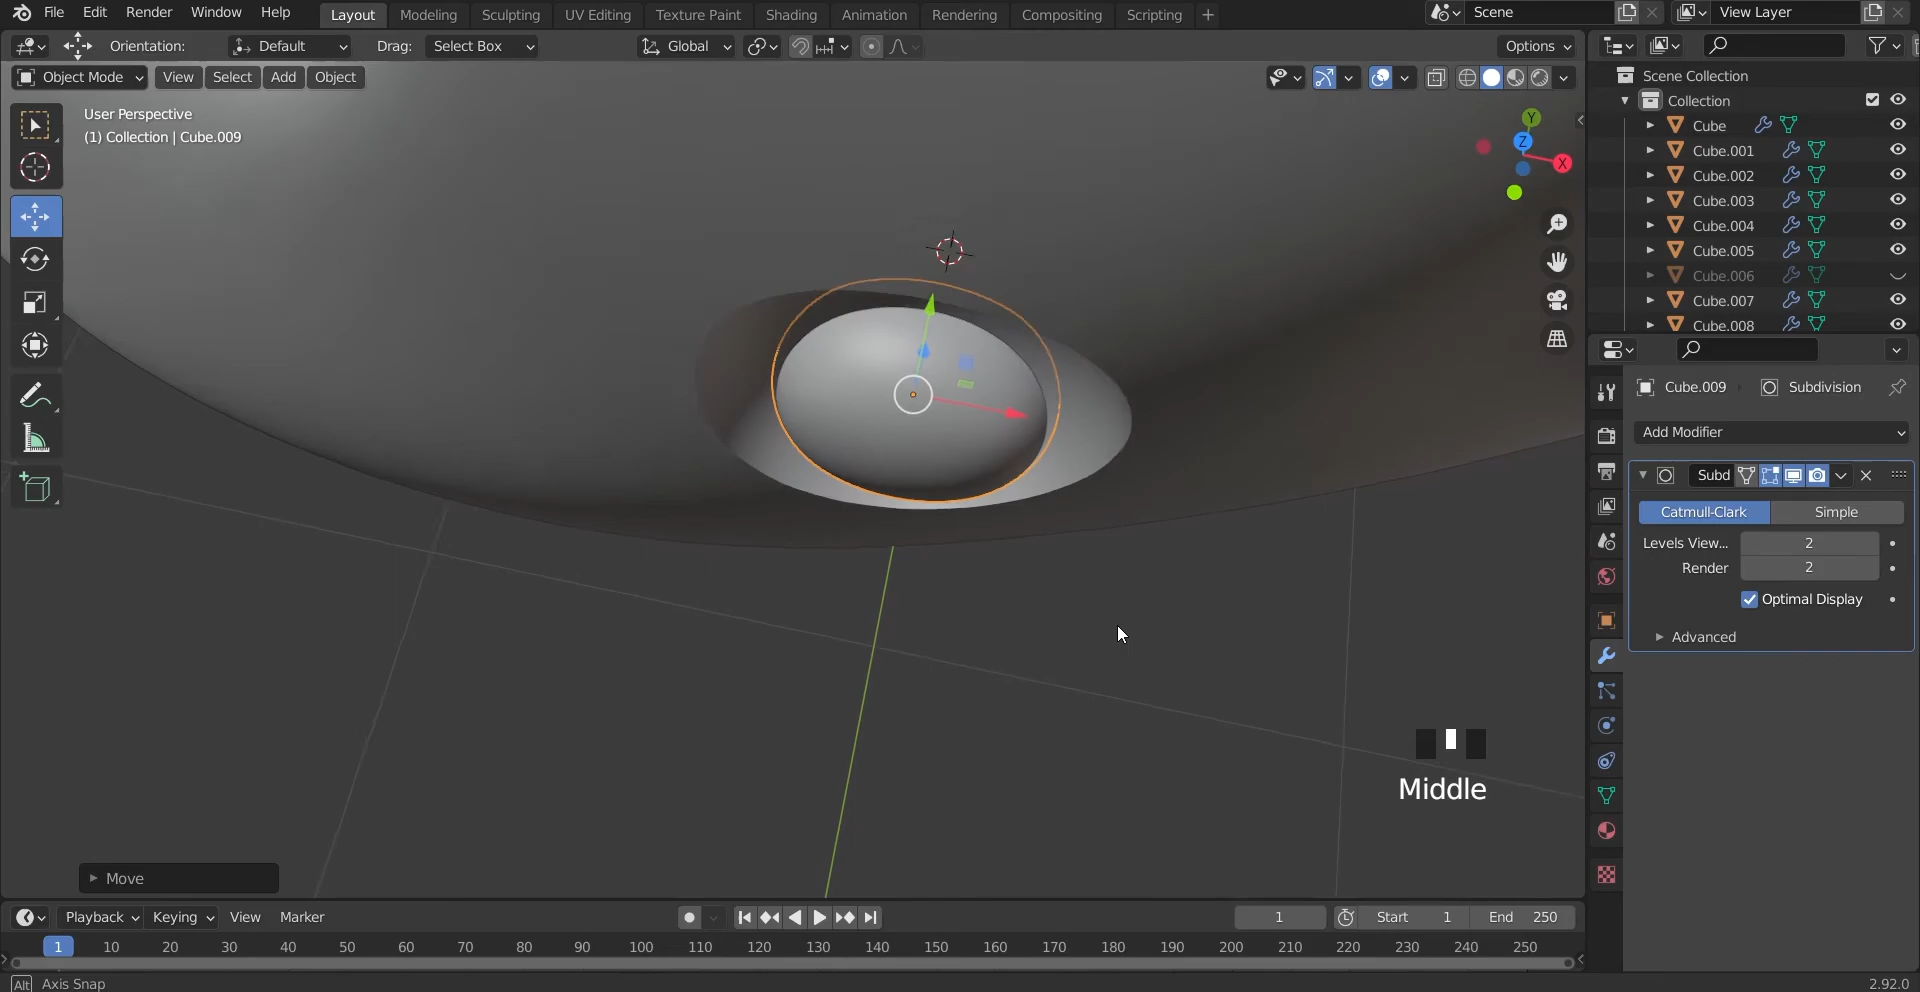 File Edit Render Window Help Layout Modeling Sculpting UV Editing Texture Paint Shading Animation Rendering Compositing Scripting + Scene View Layer
Orientation: Default Drag: Select Box Global Options
Object Mode View Select Add Object
User Perspective
(1) Collection | Cube.009
Y
Z
X
Scene Collection
Collection
Cube
Cube.001
Cube.002
Cube.003
Cube.004
Cube.005
Cube.006
Cube.007
Cube.008
Cube.009 Subdivision
Add Modifier
Subd
Catmull-Clark Simple
Levels View... 2
Render 2
Optimal Display
Advanced
Middle
Move
Playback Keying View Marker 1 Start 1 End 250
1 10 20 30 40 50 60 70 80 90 100 110 120 130 140 150 160 170 180 190 200 210 220 230 240 250
Alt Axis Snap 2.92.0